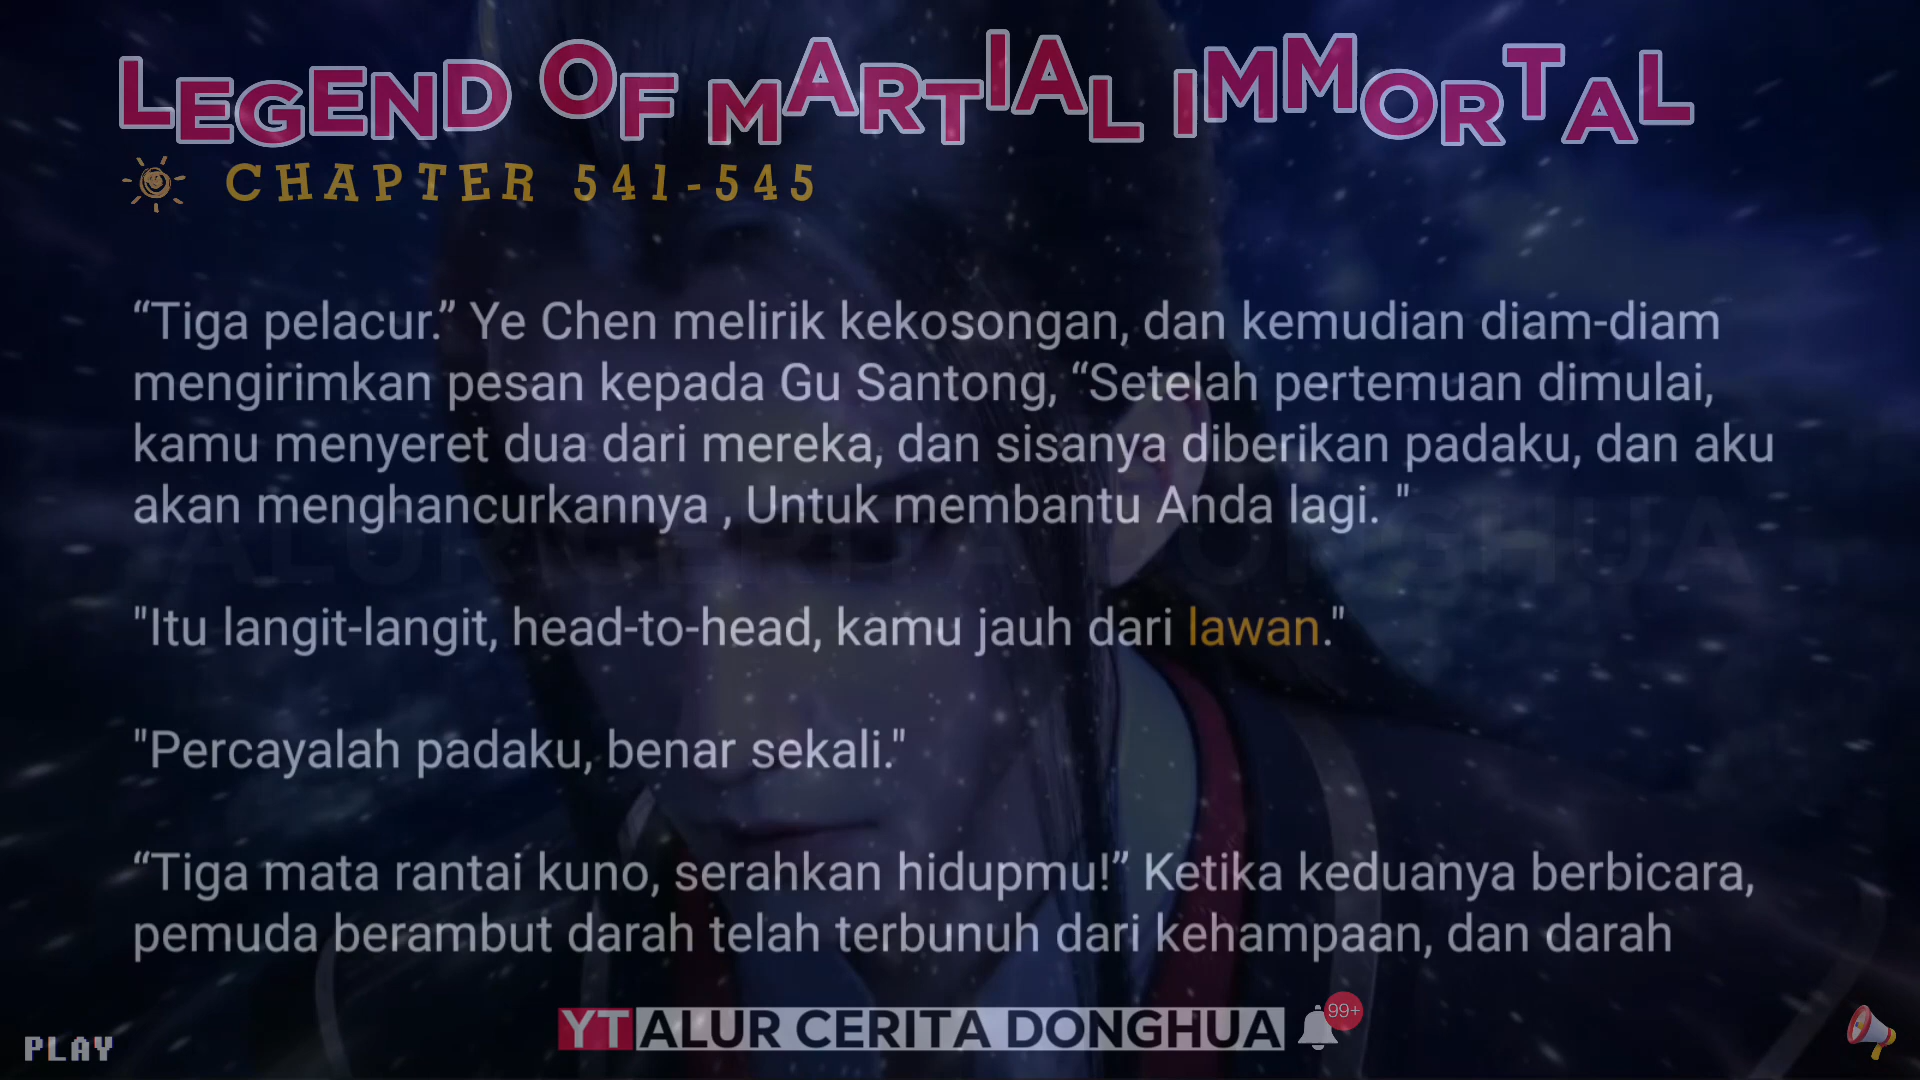 LEGEND OF MARTIAL IMMORTAL
CHAPTER 541-545
“Tiga pelacur.” Ye Chen melirik kekosongan, dan kemudian diam-diam
mengirimkan pesan kepada Gu Santong, “Setelah pertemuan dimulai,
kamu menyeret dua dari mereka, dan sisanya diberikan padaku, dan aku
akan menghancurkannya , Untuk membantu Anda lagi. "
ALUR CERITA DONGHUA
"Itu langit-langit, head-to-head, kamu jauh dari lawan."
"Percayalah padaku, benar sekali."
“Tiga mata rantai kuno, serahkan hidupmu!” Ketika keduanya berbicara,
pemuda berambut darah telah terbunuh dari kehampaan, dan darah
YT ALUR CERITA DONGHUA 99+
PLAY